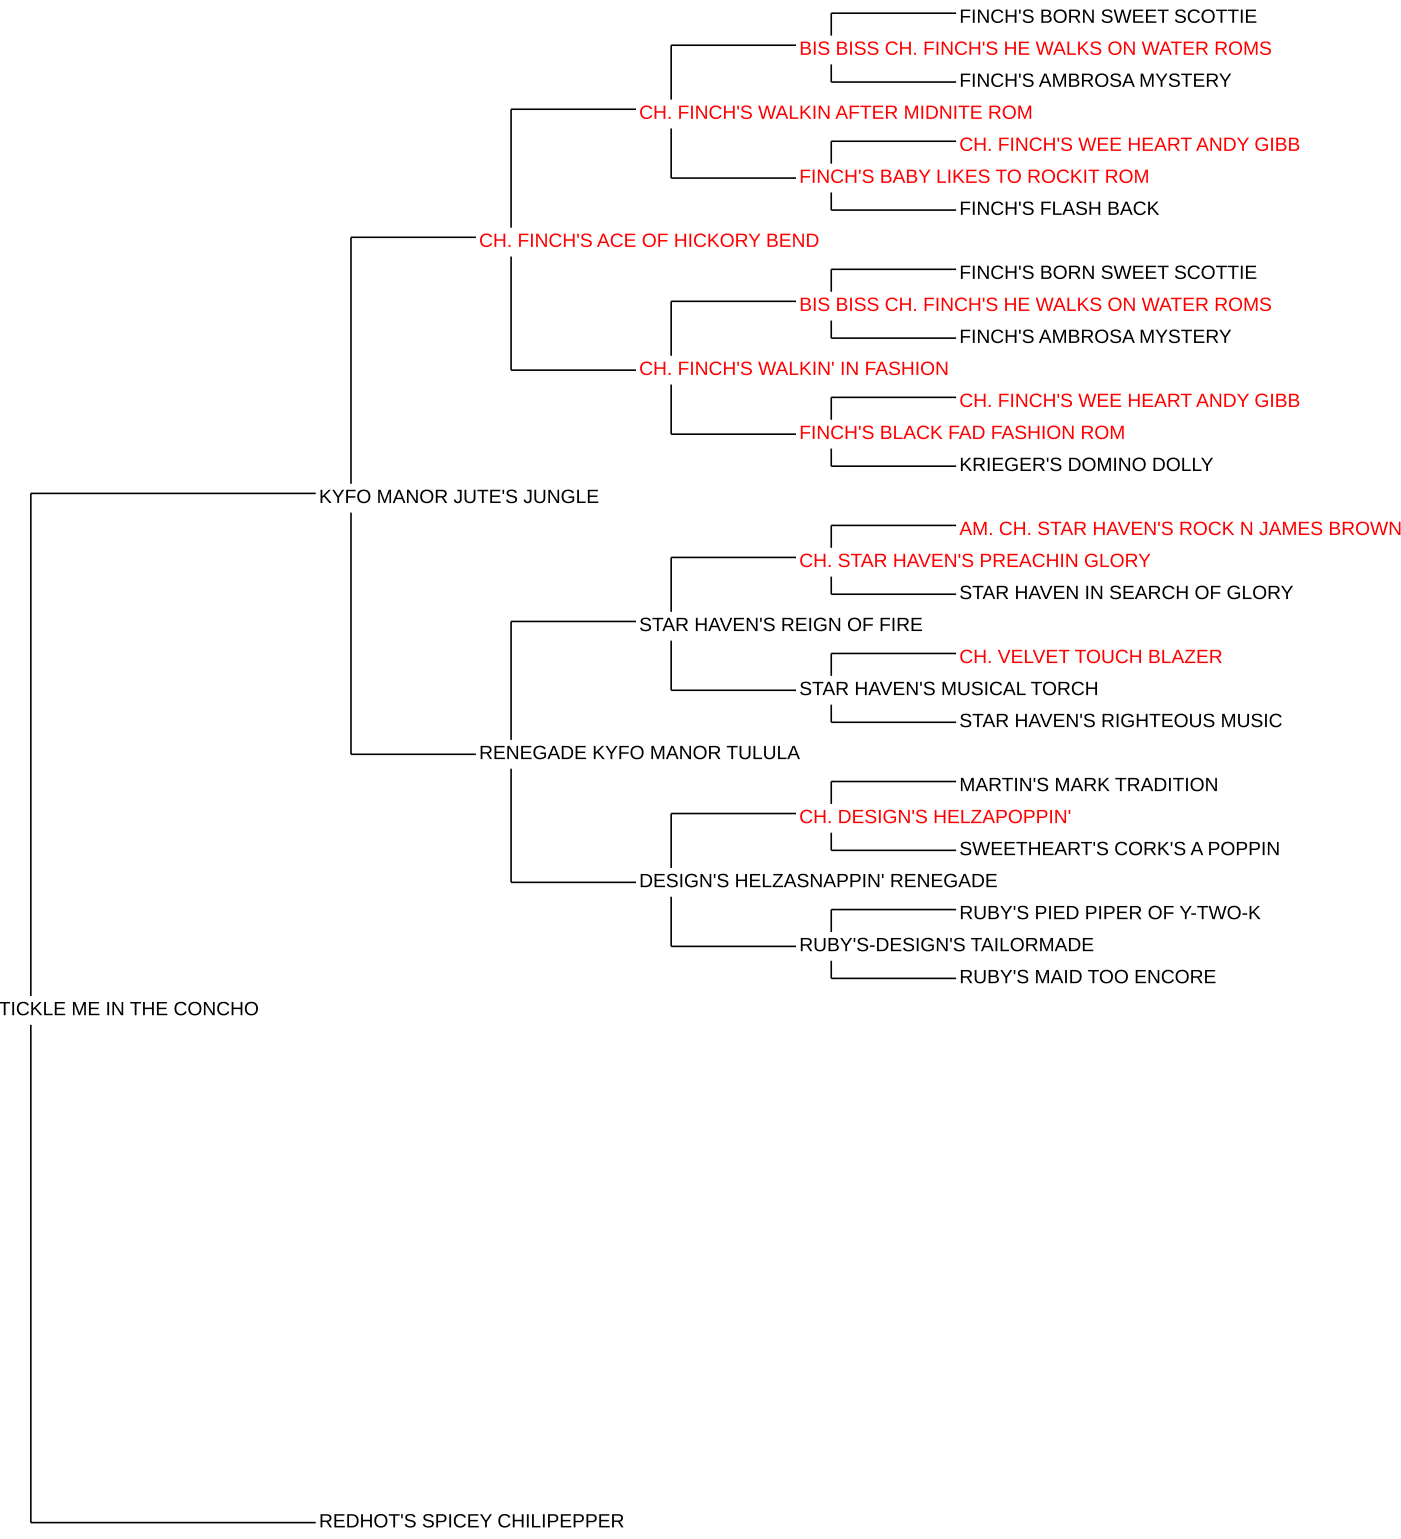 FINCH'S BORN SWEET SCOTTIE
BIS BISS CH. FINCH'S HE WALKS ON WATER ROMS
FINCH'S AMBROSA MYSTERY
CH. FINCH'S WALKIN AFTER MIDNITE ROM
CH. FINCH'S WEE HEART ANDY GIBB
FINCH'S BABY LIKES TO ROCKIT ROM
FINCH'S FLASH BACK
CH. FINCH'S ACE OF HICKORY BEND
FINCH'S BORN SWEET SCOTTIE
BIS BISS CH. FINCH'S HE WALKS ON WATER ROMS
FINCH'S AMBROSA MYSTERY
CH. FINCH'S WALKIN' IN FASHION
CH. FINCH'S WEE HEART ANDY GIBB
FINCH'S BLACK FAD FASHION ROM
KRIEGER'S DOMINO DOLLY
KYFO MANOR JUTE'S JUNGLE
AM. CH. STAR HAVEN'S ROCK N JAMES BROWN
CH. STAR HAVEN'S PREACHIN GLORY
STAR HAVEN IN SEARCH OF GLORY
STAR HAVEN'S REIGN OF FIRE
CH. VELVET TOUCH BLAZER
STAR HAVEN'S MUSICAL TORCH
STAR HAVEN'S RIGHTEOUS MUSIC
RENEGADE KYFO MANOR TULULA
MARTIN'S MARK TRADITION
CH. DESIGN'S HELZAPOPPIN'
SWEETHEART'S CORK'S A POPPIN
DESIGN'S HELZASNAPPIN' RENEGADE
RUBY'S PIED PIPER OF Y-TWO-K
RUBY'S-DESIGN'S TAILORMADE
RUBY'S MAID TOO ENCORE
TICKLE ME IN THE CONCHO
REDHOT'S SPICEY CHILIPEPPER